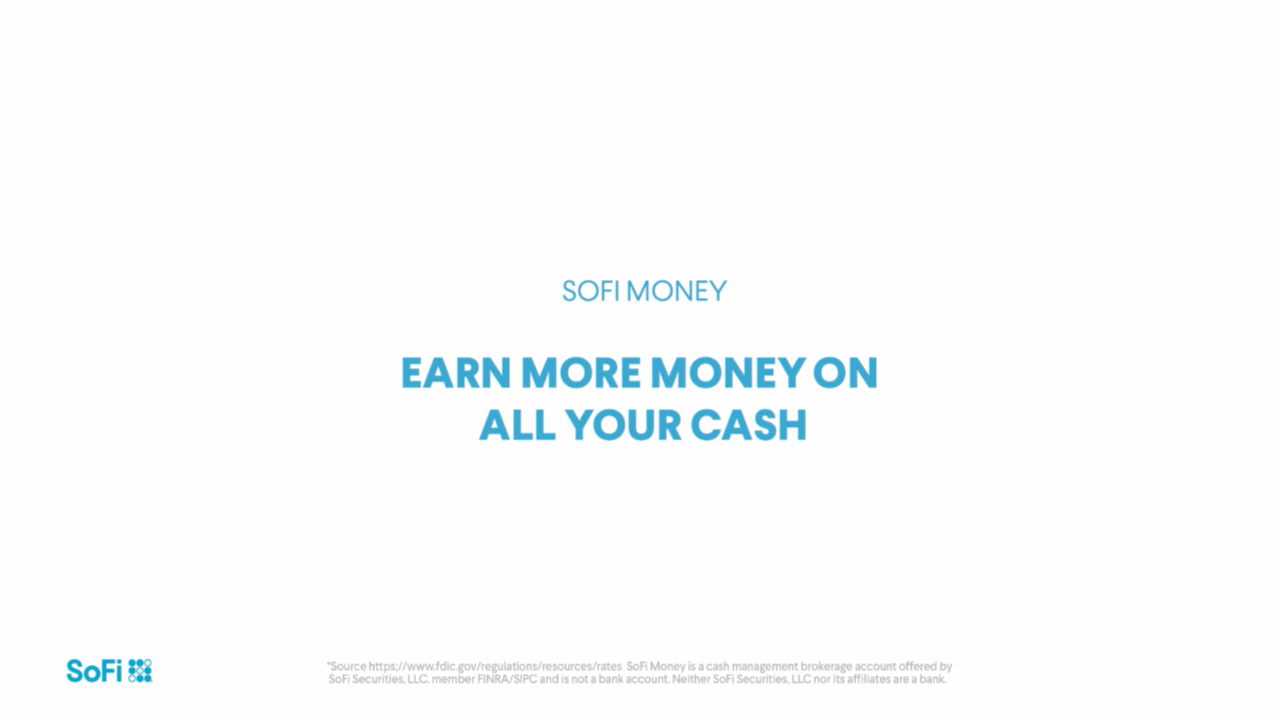 SOFI MONEY
EARN MORE MONEY ON
ALL YOUR CASH
SoFi
*Source https://www.fdic.gov/regulations/resources/rates SoFi Money is a cash management brokerage account offered by
SoFi Securities, LLC, member FINRA/SIPC and is not a bank account. Neither SoFi Securities, LLC nor its affiliates are a bank.